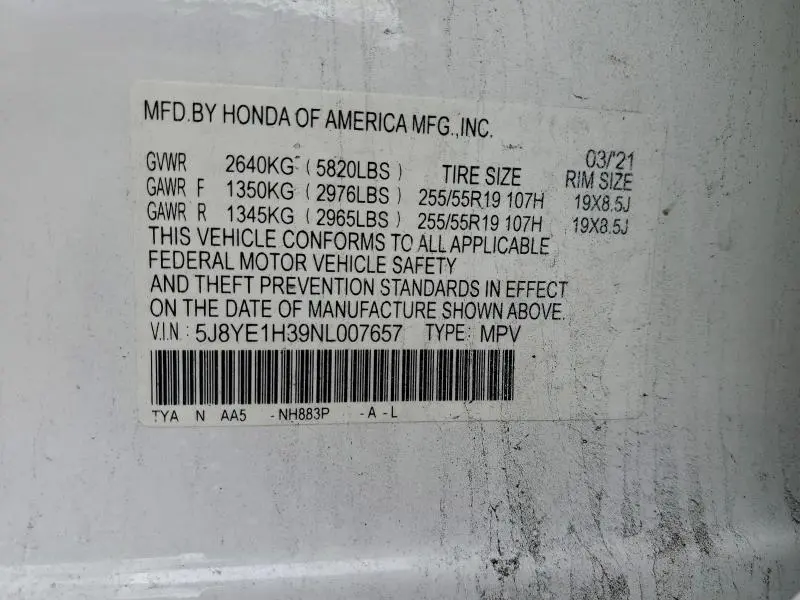 MFD.BY HONDA OF AMERICA MFG.,INC.
03/'21
GVWR 2640KG ( 5820LBS ) TIRE SIZE RIM SIZE
GAWR F 1350KG ( 2976LBS ) 255/55R19 107H 19X8.5J
GAWR R 1345KG ( 2965LBS ) 255/55R19 107H 19X8.5J
THIS VEHICLE CONFORMS TO ALL APPLICABLE
FEDERAL MOTOR VEHICLE SAFETY
AND THEFT PREVENTION STANDARDS IN EFFECT
ON THE DATE OF MANUFACTURE SHOWN ABOVE.
V.I.N : 5J8YE1H39NL007657 TYPE: MPV
TYA N AA5 - NH883P - A - L